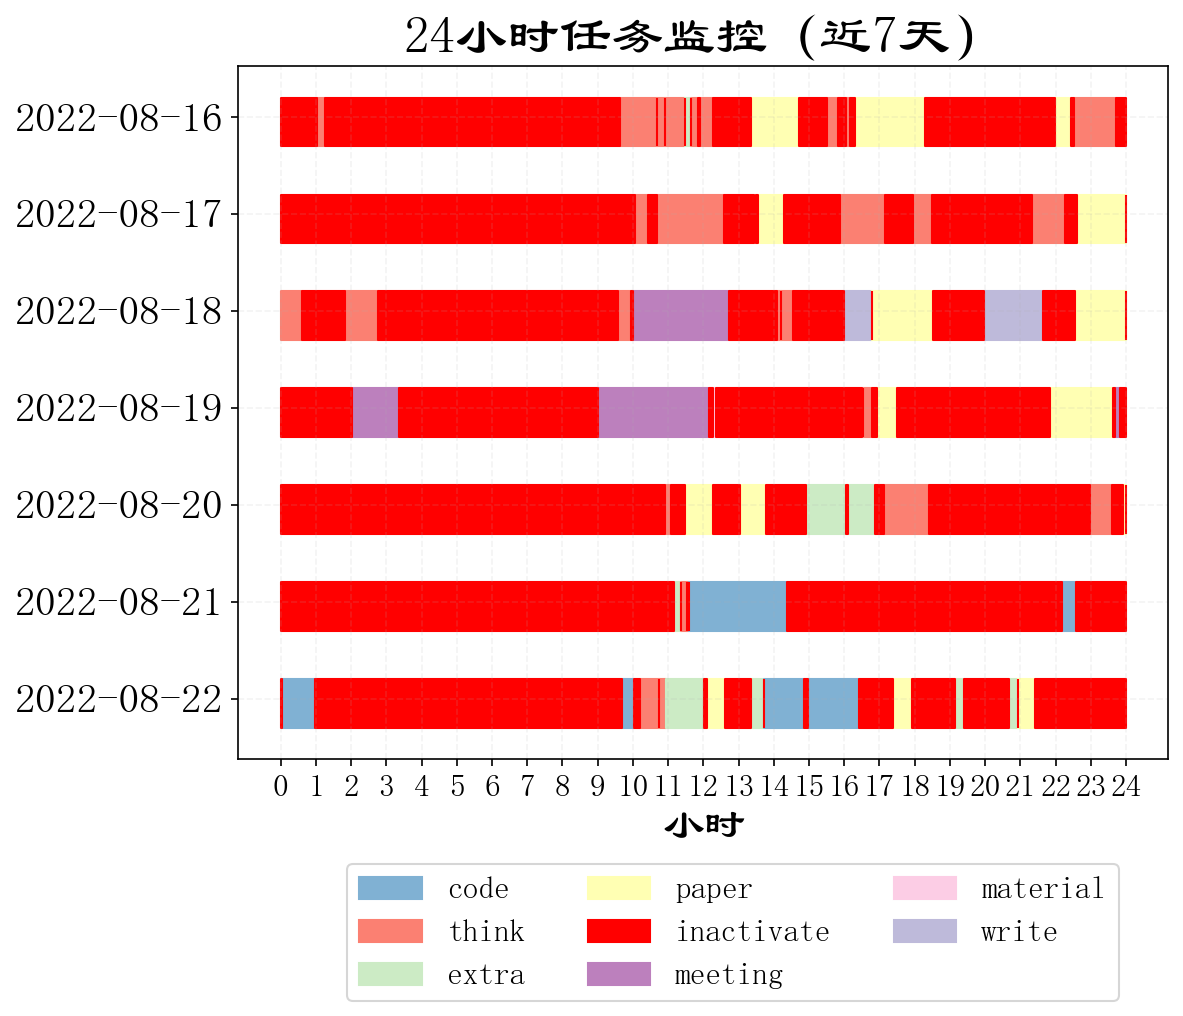 24小时任务监控 (近7天)
2022-08-16
2022-08-17
2022-08-18
2022-08-19
2022-08-20
2022-08-21
2022-08-22
0 1 2 3 4 5 6 7 8 9 10 11 12 13 14 15 16 17 18 19 20 21 22 23 24
小时
code paper material
think inactivate write
extra meeting